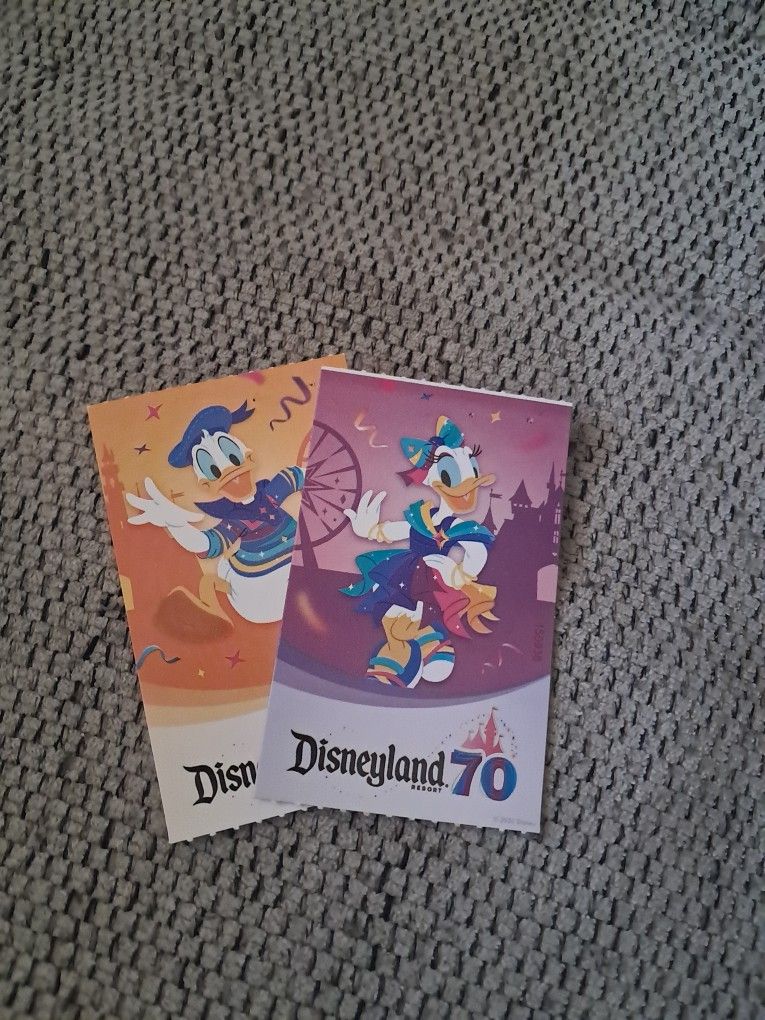 Disn
Disneyland
RESORT
70